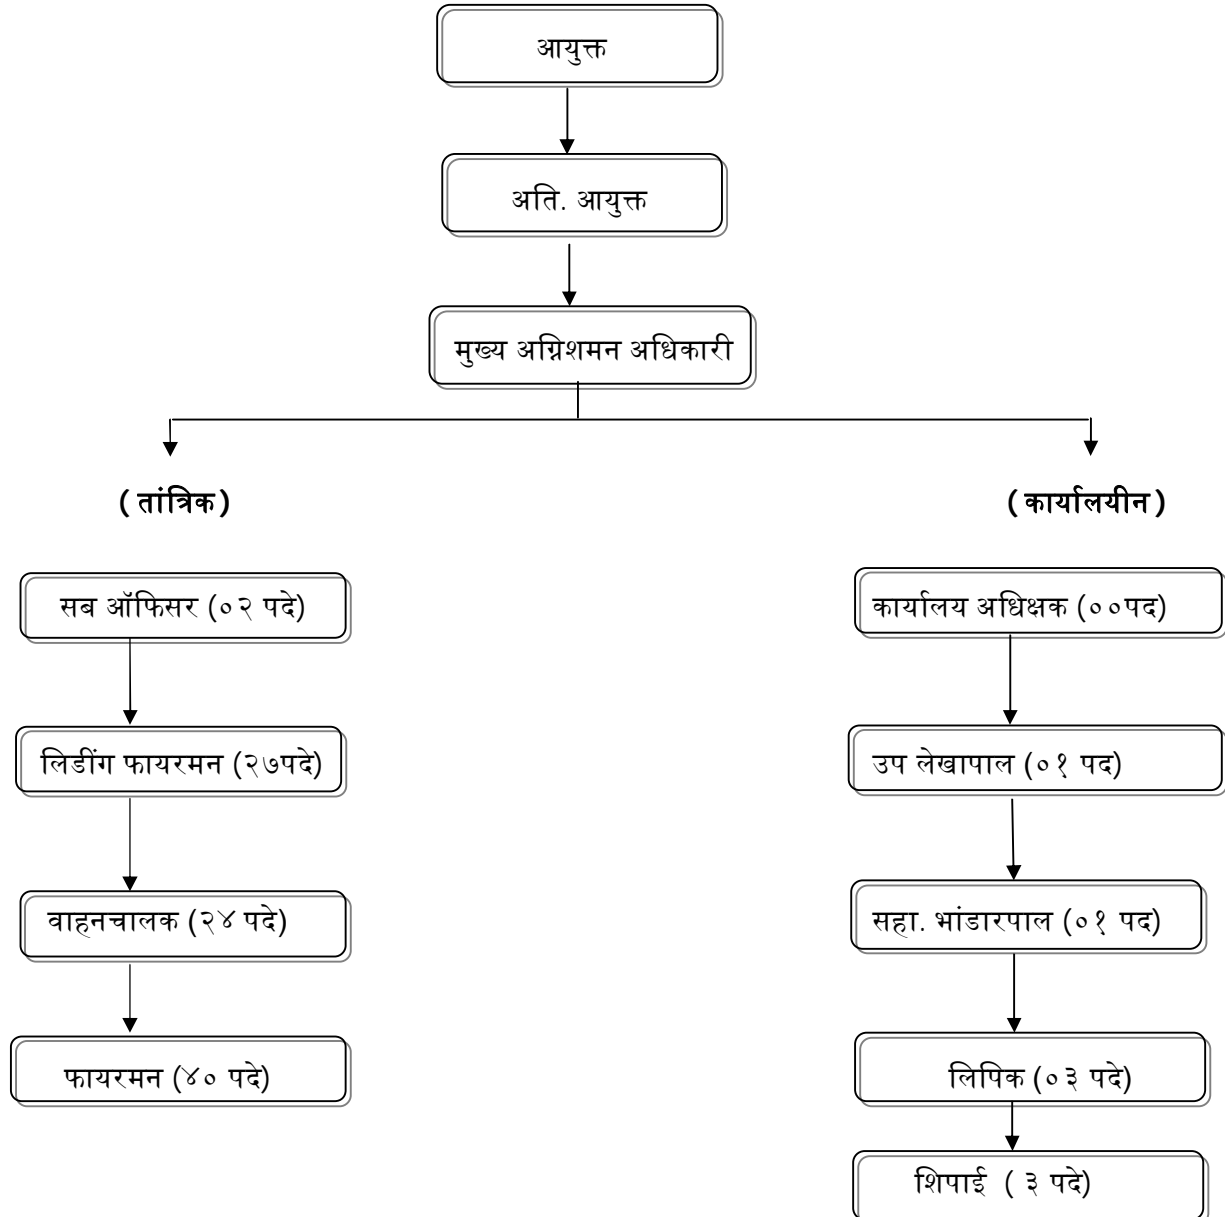 आयुक्त
अति. आयुक्त
मुख्य अग्निशमन अधिकारी
(तांत्रिक)
(कार्यालयीन)
सब ऑफिसर (०२ पदे)
कार्यालय अधिक्षक (००पद)
लिडींग फायरमन (२७पदे)
उप लेखापाल (०१ पद)
वाहनचालक (२४ पदे)
सहा. भांडारपाल (०१ पद)
फायरमन (४० पदे)
लिपिक (०३ पदे)
शिपाई ( ३ पदे)